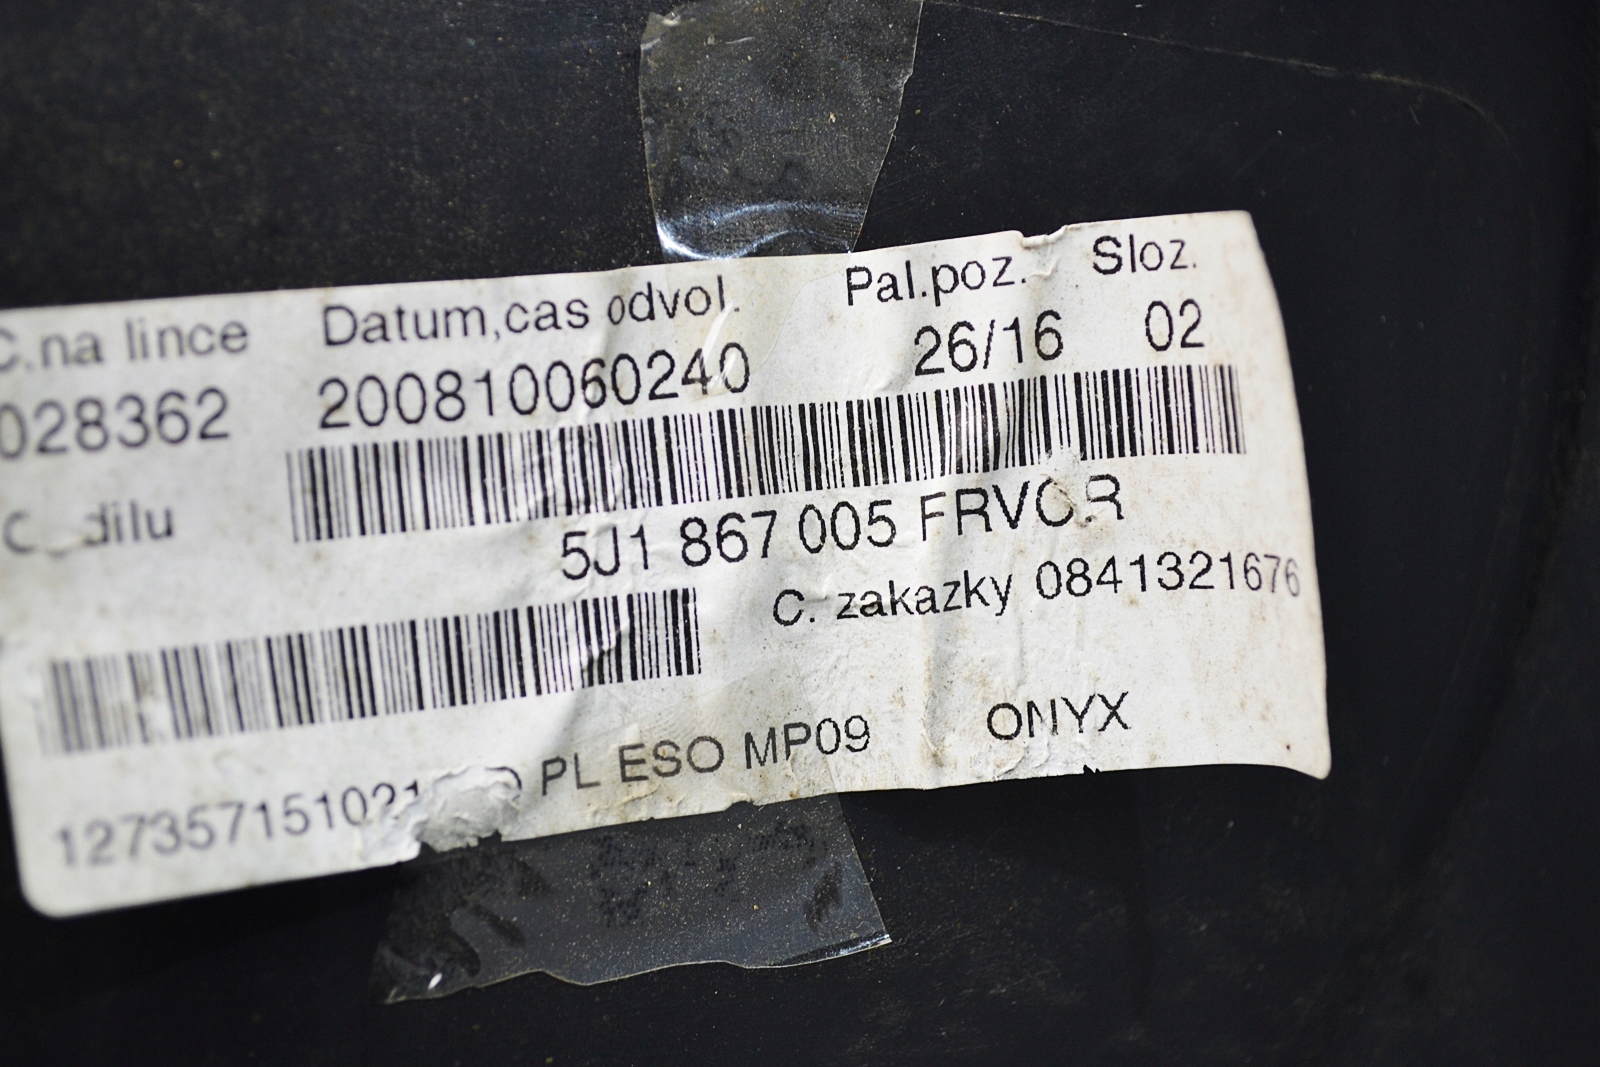 C.na lince Datum,cas odvol. Pal.poz. Sloz.
028362 200810060240 26/16 02
dilu 5J1 867 005 FRVC.R
C. zakazky 0841321676
PL ESO MP09 ONYX